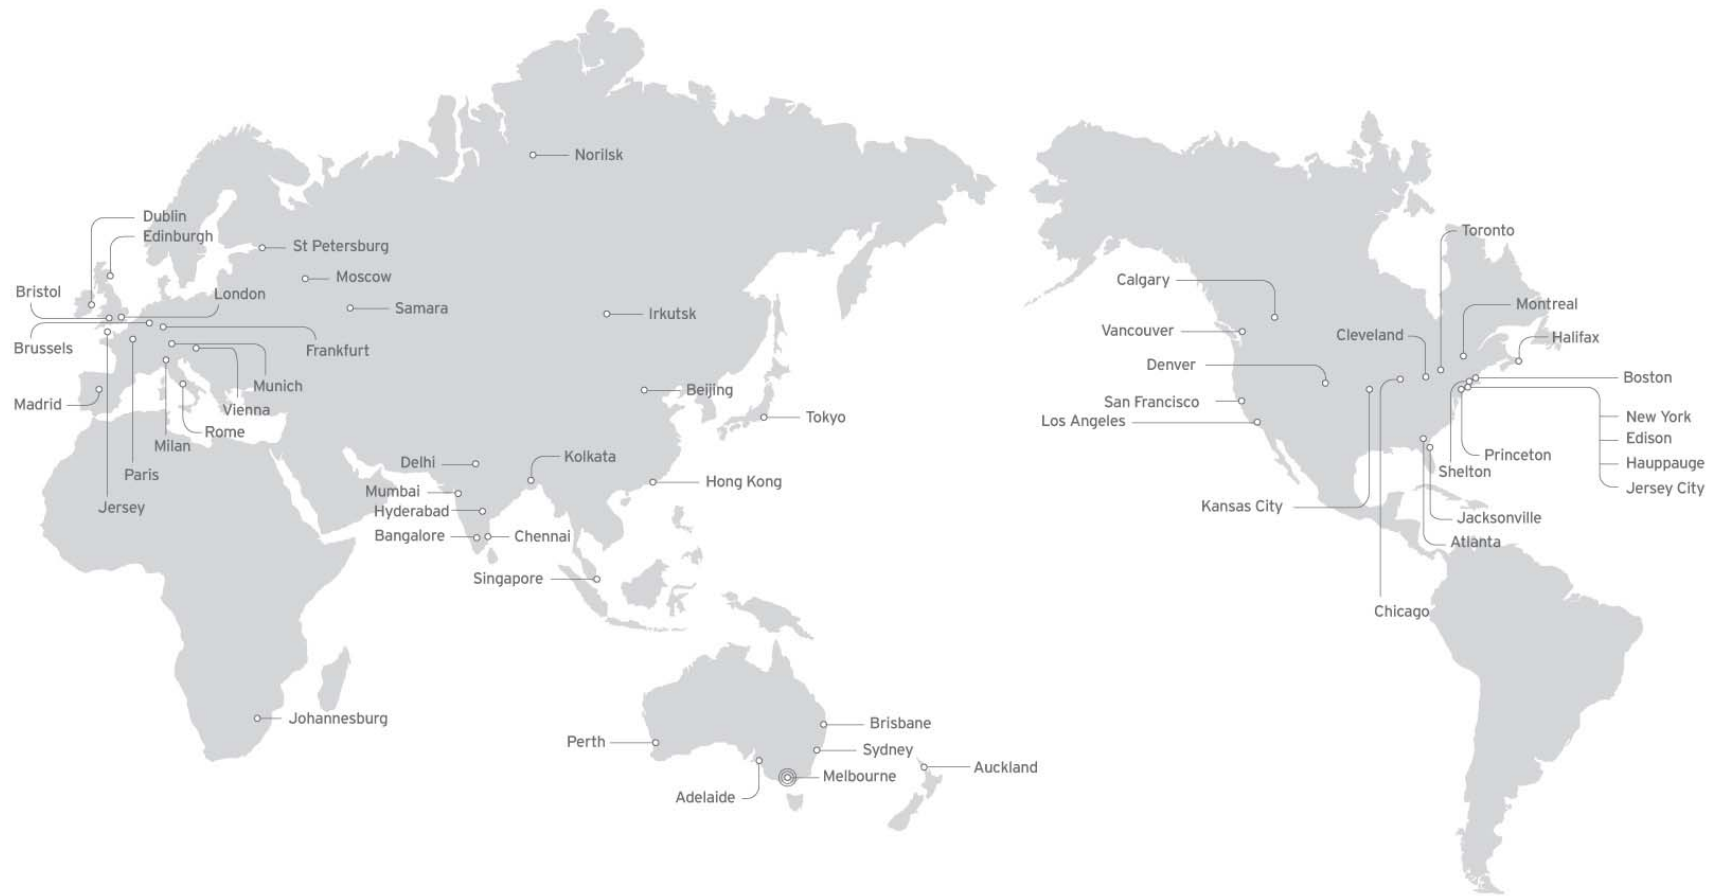 Norilsk
Dublin
Edinburgh
St Petersburg
Moscow
Bristol
London
Samara
Irkutsk
Brussels
Frankfurt
Munich
Madrid
Vienna
Rome
Milan
Paris
Jersey
Beijing
Tokyo
Delhi
Kolkata
Mumbai
Hong Kong
Hyderabad
Bangalore
Chennai
Singapore
Johannesburg
Perth
Brisbane
Sydney
Melbourne
Adelaide
Auckland
Toronto
Calgary
Montreal
Vancouver
Cleveland
Halifax
Denver
Boston
San Francisco
Los Angeles
New York
Edison
Princeton
Hauppauge
Shelton
Jersey City
Kansas City
Jacksonville
Atlanta
Chicago